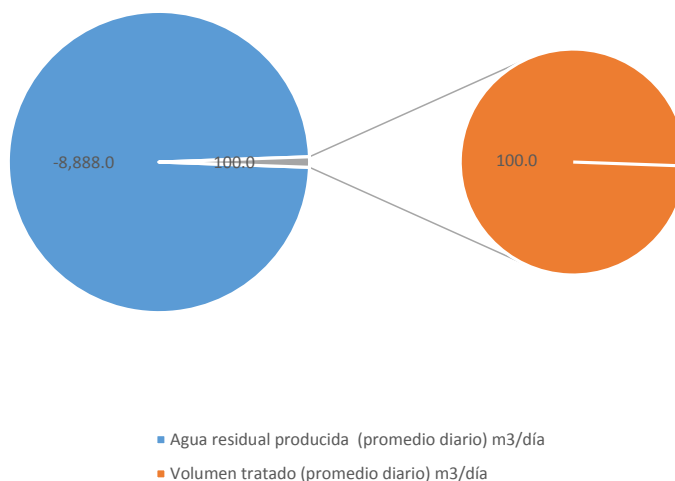 -8,888.0
100.0
100.0
Agua residual producida (promedio diario) m3/día
Volumen tratado (promedio diario) m3/día